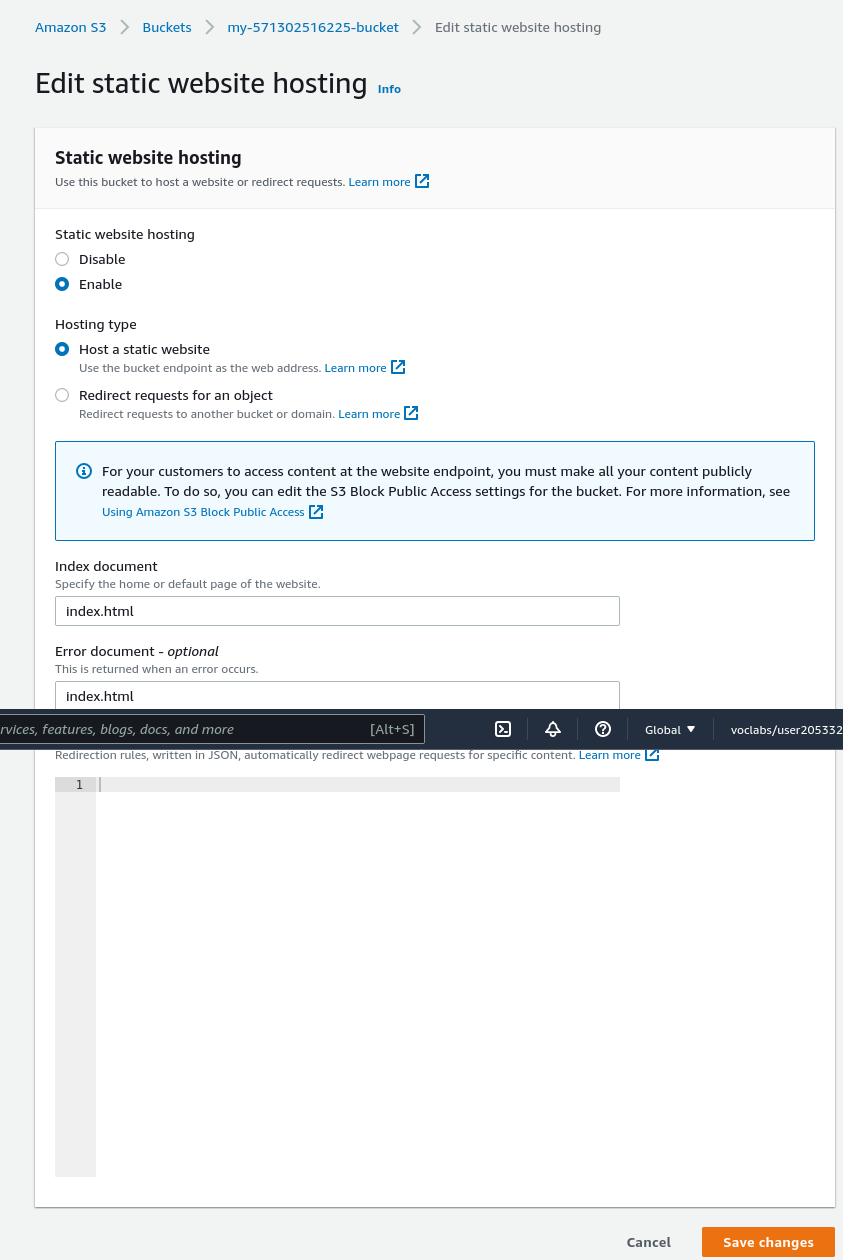 Amazon S3 Buckets my-571302516225-bucket Edit static website hosting
Edit static website hosting Info
Static website hosting
Use this bucket to host a website or redirect requests. Learn more
Static website hosting
Disable
Enable
Hosting type
Host a static website
Use the bucket endpoint as the web address. Learn more
Redirect requests for an object
Redirect requests to another bucket or domain. Learn more
For your customers to access content at the website endpoint, you must make all your content publicly
readable. To do so, you can edit the S3 Block Public Access settings for the bucket. For more information, see
Using Amazon S3 Block Public Access
Index document
Specify the home or default page of the website.
index.html
Error document - optional
This is returned when an error occurs.
index.html
rvices, features, blogs, docs, and more [Alt+S] Global voclabs/user205332
Redirection rules, written in JSON, automatically redirect webpage requests for specific content. Learn more
1
Cancel Save changes